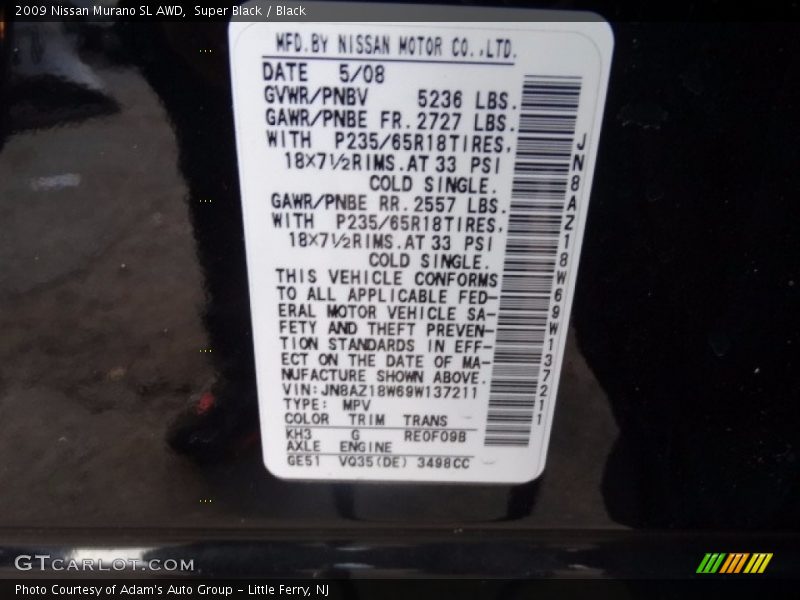 2009 Nissan Murano SL AWD,  Super Black / Black
MFD.BY NISSAN MOTOR CO.,LTD.
DATE 5/08
GVWR/PNBV 5236 LBS.
GAWR/PNBE FR. 2727 LBS.
WITH P235/65R18TIRES,
18X7½RIMS.AT 33 PSI
COLD SINGLE.
GAWR/PNBE RR. 2557 LBS.
WITH P235/65R18TIRES,
18X7½RIMS.AT 33 PSI
COLD SINGLE.
THIS VEHICLE CONFORMS
TO ALL APPLICABLE FED-
ERAL MOTOR VEHICLE SA-
FETY AND THEFT PREVEN-
TION STANDARDS IN EFF-
ECT ON THE DATE OF MA-
NUFACTURE SHOWN ABOVE.
VIN:JN8AZ18W69W137211
TYPE: MPV
COLOR TRIM TRANS
KH3 G RE0F09B
AXLE ENGINE
GE51 VQ35(DE) 3498CC
JN8AZ18W69W137211
GTCARLOT.COM
Photo Courtesy of Adam's Auto Group - Little Ferry, NJ